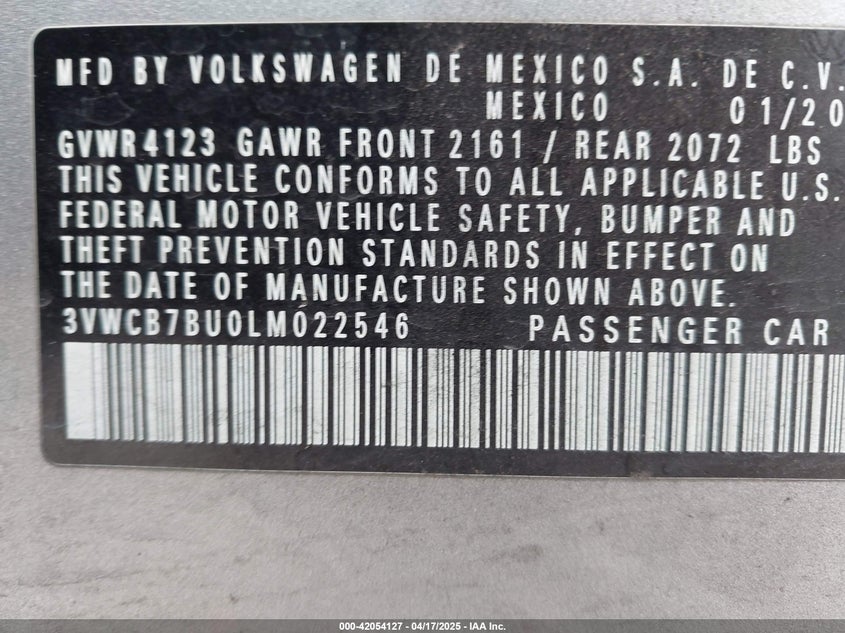 MFD BY VOLKSWAGEN DE MEXICO S.A. DE C.V.
MEXICO 01/20
GVWR 4123 GAWR FRONT 2161 / REAR 2072 LBS
THIS VEHICLE CONFORMS TO ALL APPLICABLE U.S.
FEDERAL MOTOR VEHICLE SAFETY, BUMPER AND
THEFT PREVENTION STANDARDS IN EFFECT ON
THE DATE OF MANUFACTURE SHOWN ABOVE.
3VWCB7BU0LM022546 PASSENGER CAR
000-42054127 - 04/17/2025 - IAA Inc.